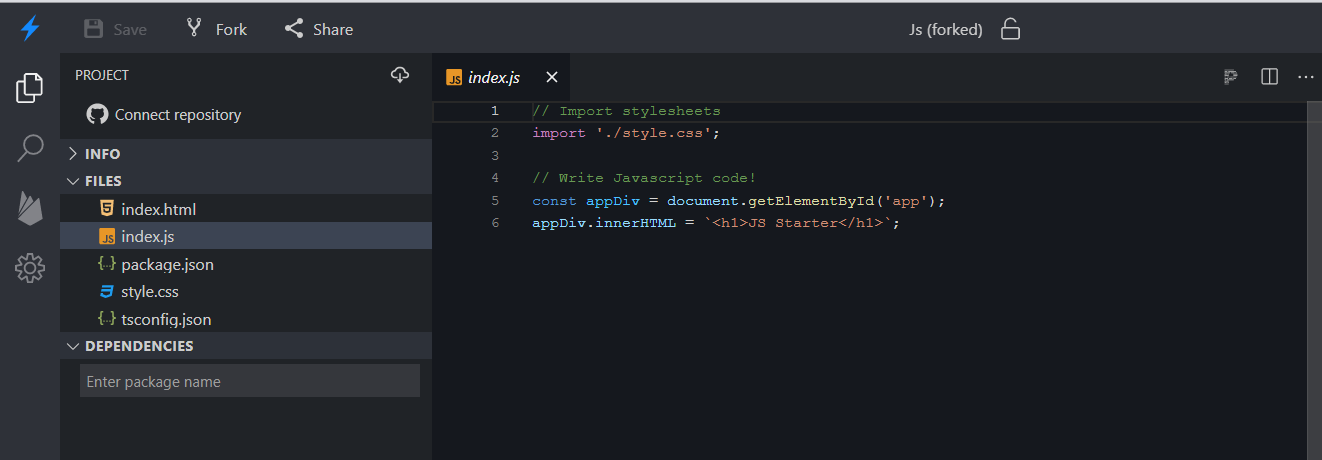 Save
Fork
Share
Js (forked)
PROJECT
Connect repository
INFO
FILES
index.html
JS index.js
package.json
style.css
tsconfig.json
DEPENDENCIES
Enter package name
JS index.js
1 // Import stylesheets
2 import './style.css';
3
4 // Write Javascript code!
5 const appDiv = document.getElementById('app');
6 appDiv.innerHTML = `<h1>JS Starter</h1>`;